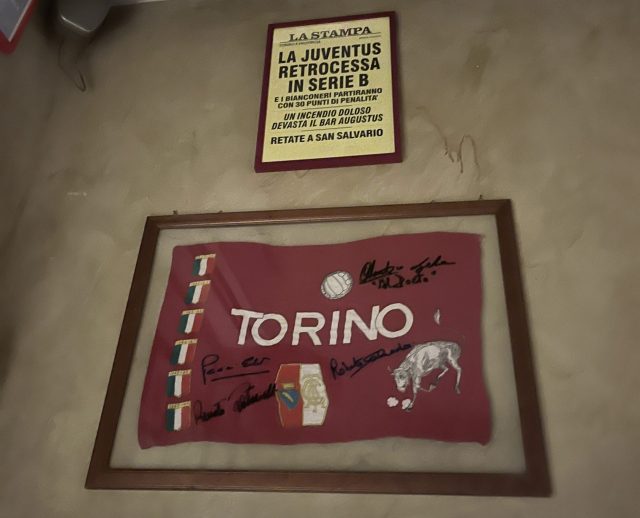 LA STAMPA
LA JUVENTUS
RETROCESSA
IN SERIE B
E I BIANCONERI PARTIRANNO
CON 30 PUNTI DI PENALITA'
UN INCENDIO DOLOSO
DEVASTA IL BAR AUGUSTUS
RETATE A SAN SALVARIO
TORINO